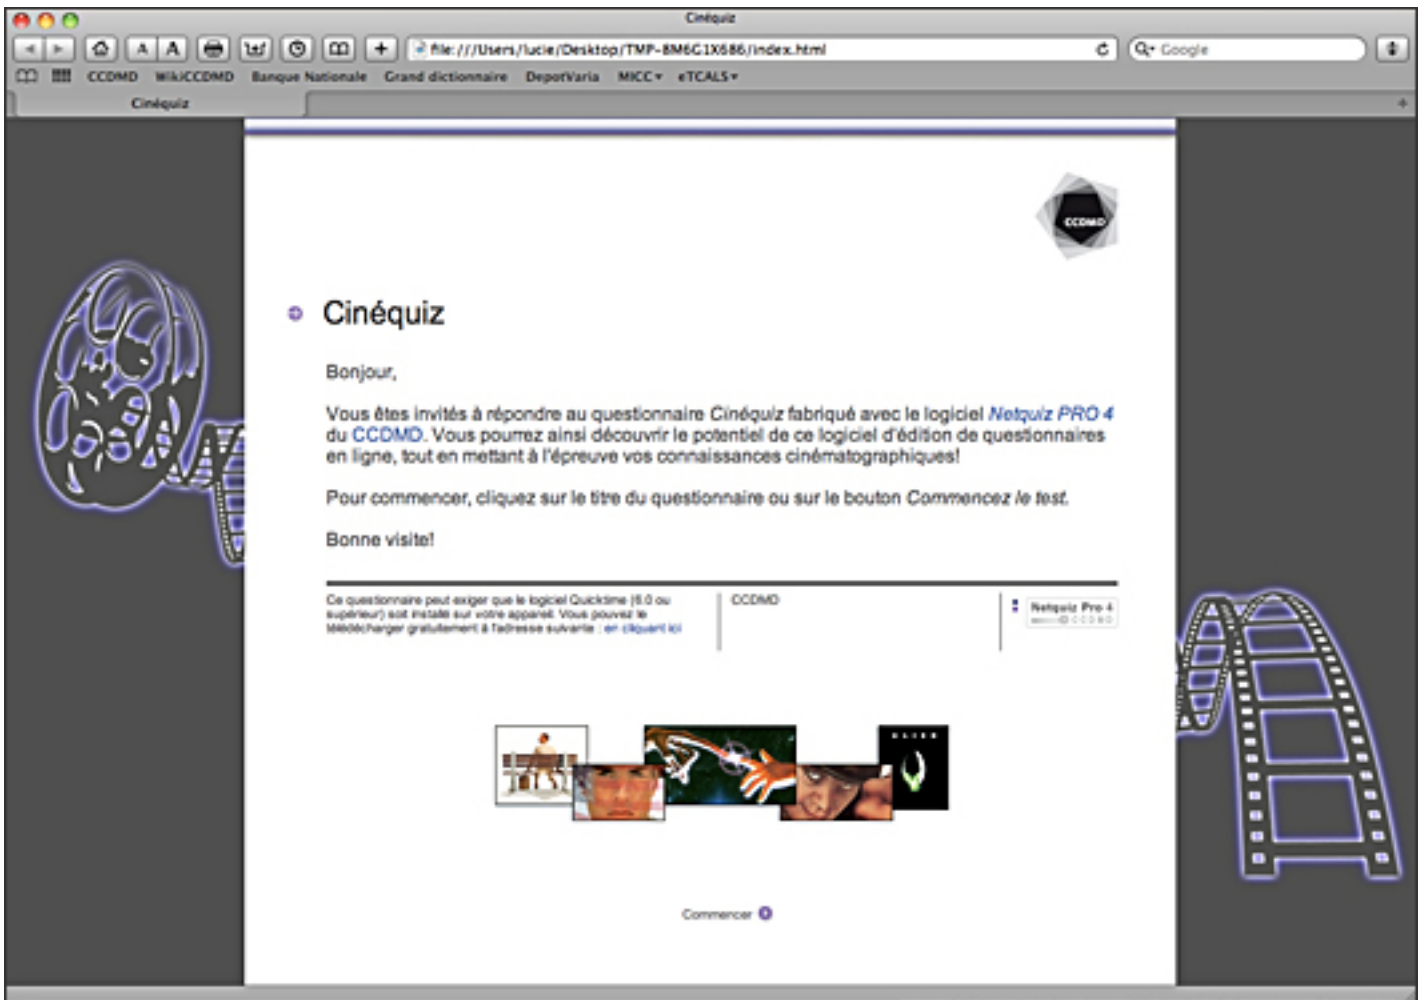 Cinéquiz
file:///Users/lucie/Desktop/TMP-8M6G1X686/index.html
Google
A A
CCDMD WikiCCDMD Banque Nationale Grand dictionnaire DepotVaria MICC eTCALS
Cinéquiz
CCDMD
Cinéquiz
Bonjour,
Vous êtes invités à répondre au questionnaire Cinéquiz fabriqué avec le logiciel Netquiz PRO 4
du CCDMD. Vous pourrez ainsi découvrir le potentiel de ce logiciel d'édition de questionnaires
en ligne, tout en mettant à l'épreuve vos connaissances cinématographiques!
Pour commencer, cliquez sur le titre du questionnaire ou sur le bouton Commencez le test.
Bonne visite!
Ce questionnaire peut exiger que le logiciel Quicktime (6.0 ou
supérieur) soit installé sur votre appareil. Vous pouvez le
télédécharger gratuitement à l'adresse suivante : en cliquant ici
CCDMD
Netquiz Pro 4
CCDMD
ALIEN
Commencer